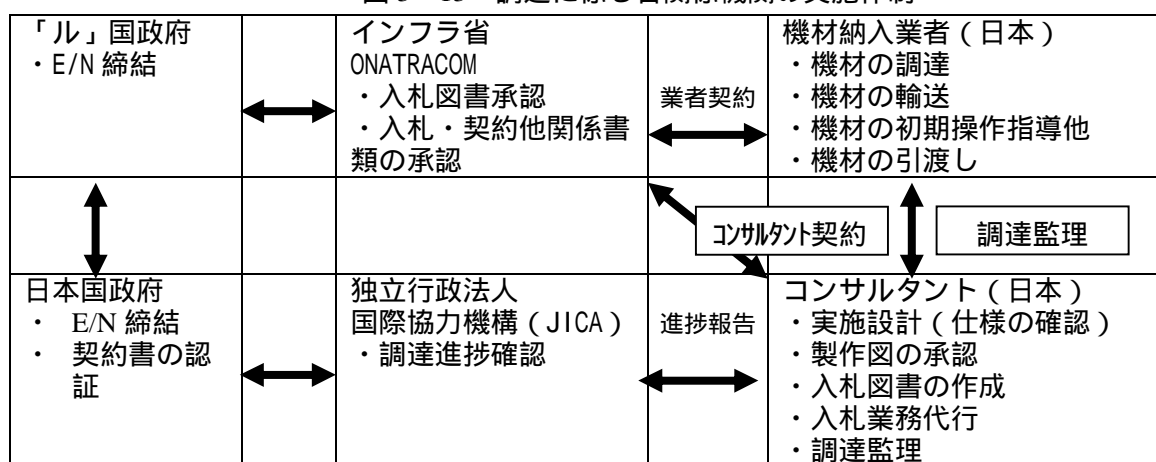 「ル」国政府
・E/N 締結
インフラ省
ONATRACOM
・入札図書承認
・入札・契約他関係書
類の承認
業者契約
機材納入業者（日本）
・機材の調達
・機材の輸送
・機材の初期操作指導他
・機材の引渡し
コンサルタント契約
調達監理
日本国政府
・ E/N 締結
・ 契約書の認
証
独立行政法人
国際協力機構（JICA）
・調達進捗確認
進捗報告
コンサルタント（日本）
・実施設計（仕様の確認）
・製作図の承認
・入札図書の作成
・入札業務代行
・調達監理